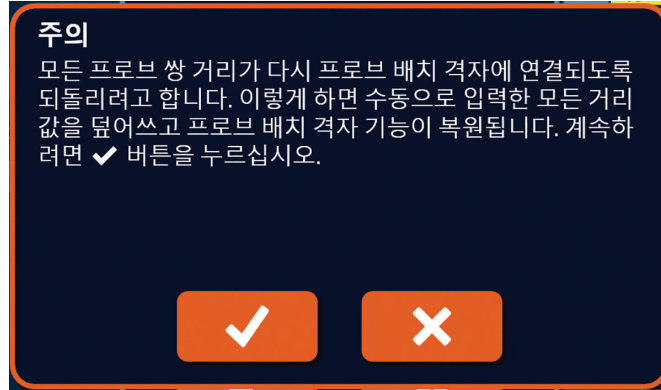 주의
모든 프로브 쌍 거리가 다시 프로브 배치 격자에 연결되도록
되돌리려고 합니다. 이렇게 하면 수동으로 입력한 모든 거리
값을 덮어쓰고 프로브 배치 격자 기능이 복원됩니다. 계속하
려면 ✔ 버튼을 누르십시오.